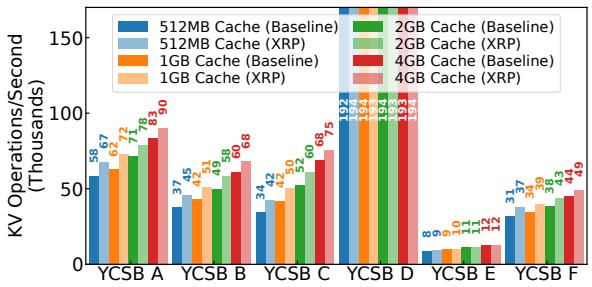 KV Operations/Second
(Thousands)
150
100
50
0
512MB Cache (Baseline)
512MB Cache (XRP)
1GB Cache (Baseline)
1GB Cache (XRP)
2GB Cache (Baseline)
2GB Cache (XRP)
4GB Cache (Baseline)
4GB Cache (XRP)
58 67 62 72 71 78 83 90
37 45 42 51 49 58 60 68
34 42 42 50 52 60 68 75
192 194 194 193 194 193 193 194
8 9 9 10 11 11 12 12
31 37 34 39 38 43 44 49
YCSB A YCSB B YCSB C YCSB D YCSB E YCSB F